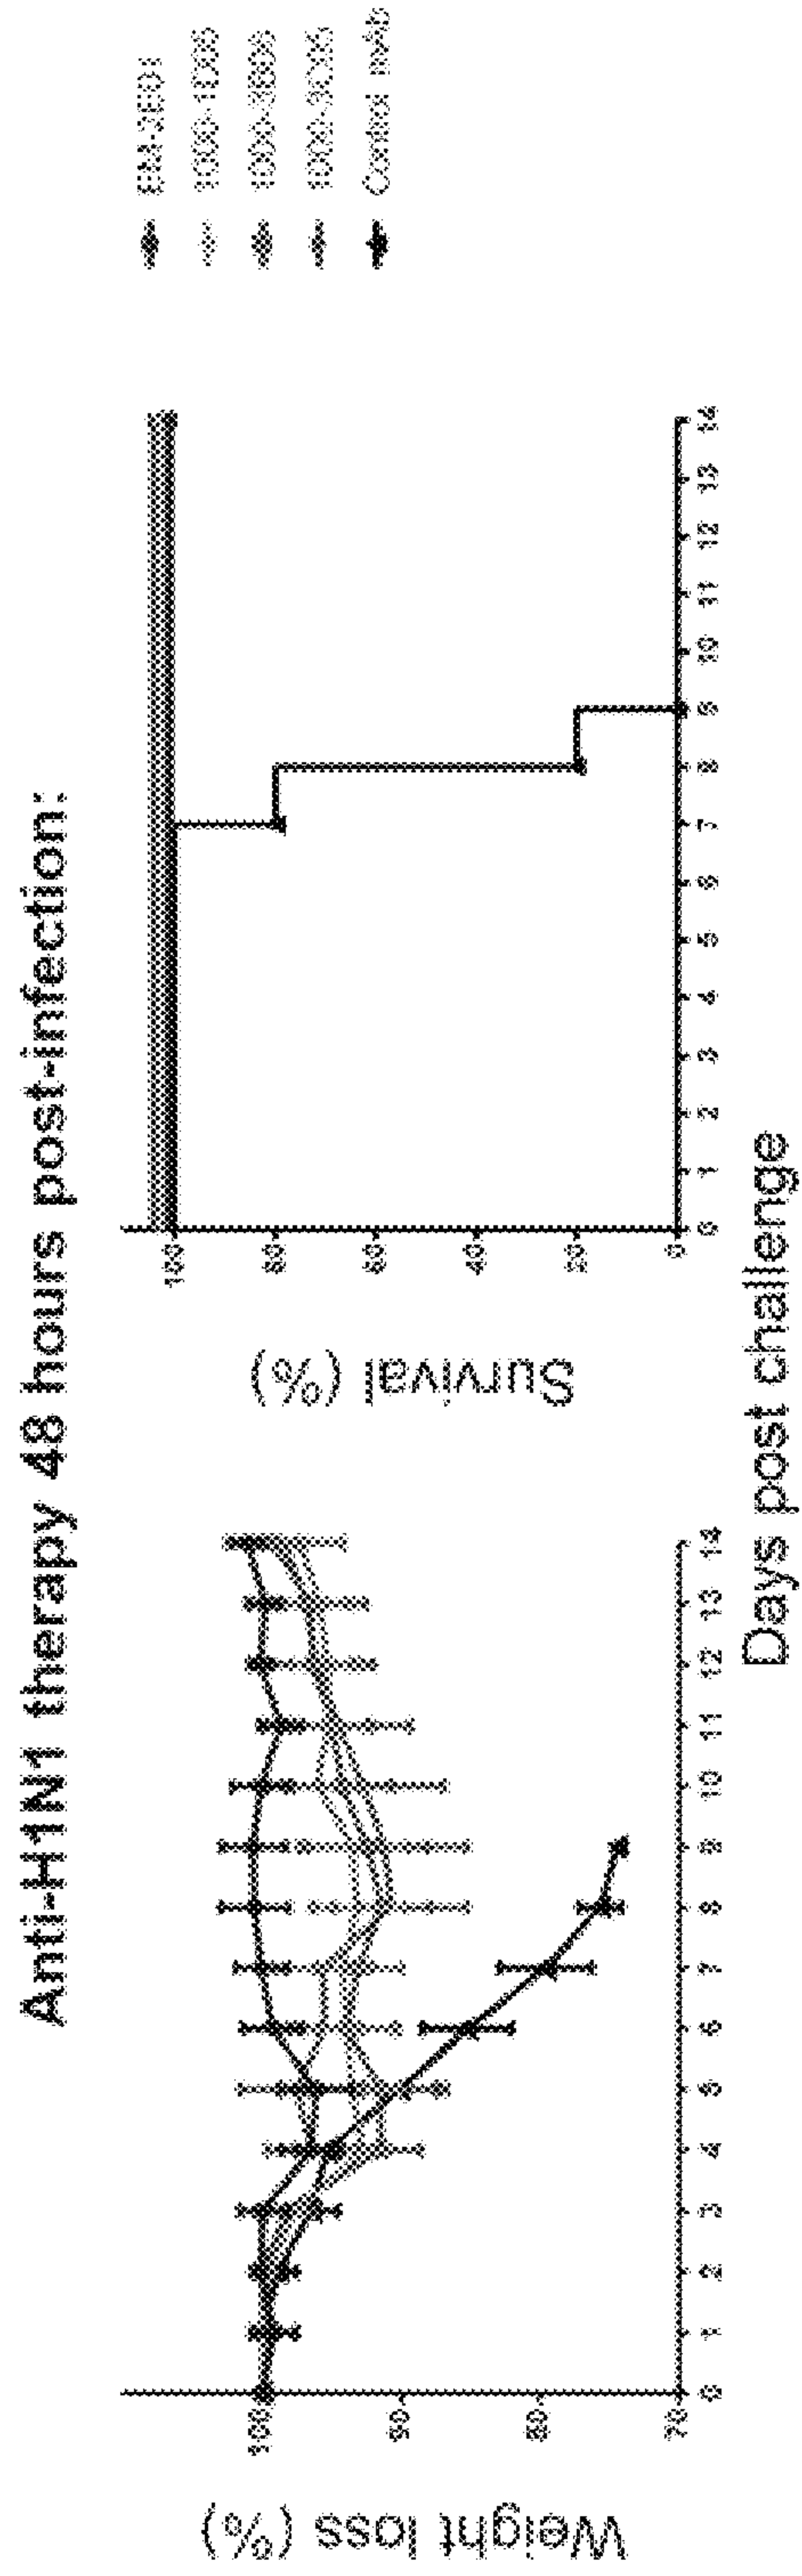 Anti-H1N1 therapy 48 hours post-infection:
Weight loss (%)
100
90
80
70
0 1 2 3 4 5 6 7 8 9 10 11 12 13 14
Survival (%)
100
80
60
40
20
0
0 1 2 3 4 5 6 7 8 9 10 11 12 13 14
Days post challenge
Control mAb